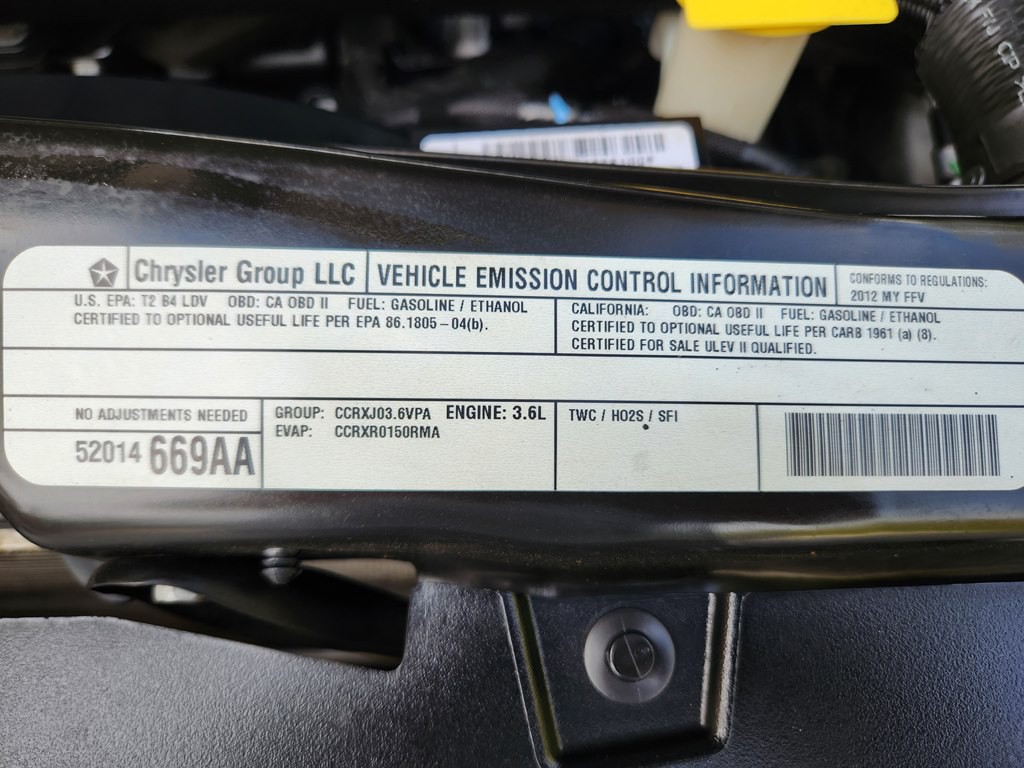 Chrysler Group LLC
VEHICLE EMISSION CONTROL INFORMATION
CONFORMS TO REGULATIONS:
2012 MY FFV
U.S. EPA: T2 B4 LDV OBD: CA OBD II FUEL: GASOLINE / ETHANOL
CERTIFIED TO OPTIONAL USEFUL LIFE PER EPA 86.1805-04(b).
CALIFORNIA: OBD: CA OBD II FUEL: GASOLINE / ETHANOL
CERTIFIED TO OPTIONAL USEFUL LIFE PER CARB 1961 (a) (8).
CERTIFIED FOR SALE ULEV II QUALIFIED.
NO ADJUSTMENTS NEEDED
52014 669AA
GROUP: CCRXJ03.6VPA ENGINE: 3.6L
EVAP: CCRXR0150RMA
TWC / HO2S / SFI